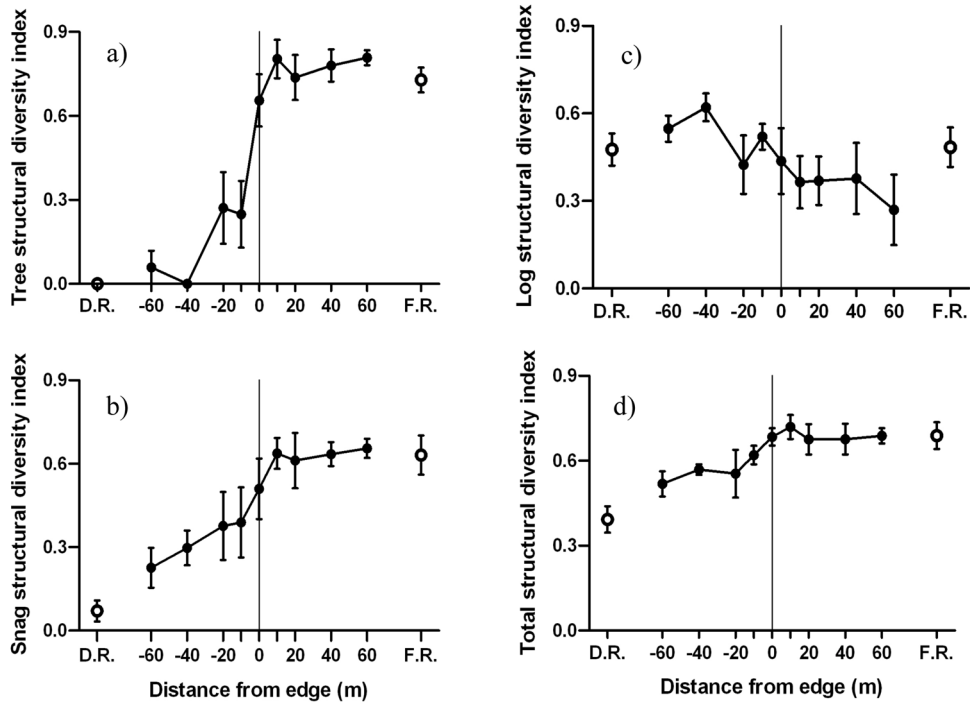 a)
Tree structural diversity index
0.9
0.6
0.3
0.0
D.R. -60 -40 -20 0 20 40 60 F.R.
c)
Log structural diversity index
0.9
0.6
0.3
0.0
D.R. -60 -40 -20 0 20 40 60 F.R.
b)
Snag structural diversity index
0.9
0.6
0.3
0.0
D.R. -60 -40 -20 0 20 40 60 F.R.
Distance from edge (m)
d)
Total structural diversity index
0.9
0.6
0.3
0.0
D.R. -60 -40 -20 0 20 40 60 F.R.
Distance from edge (m)